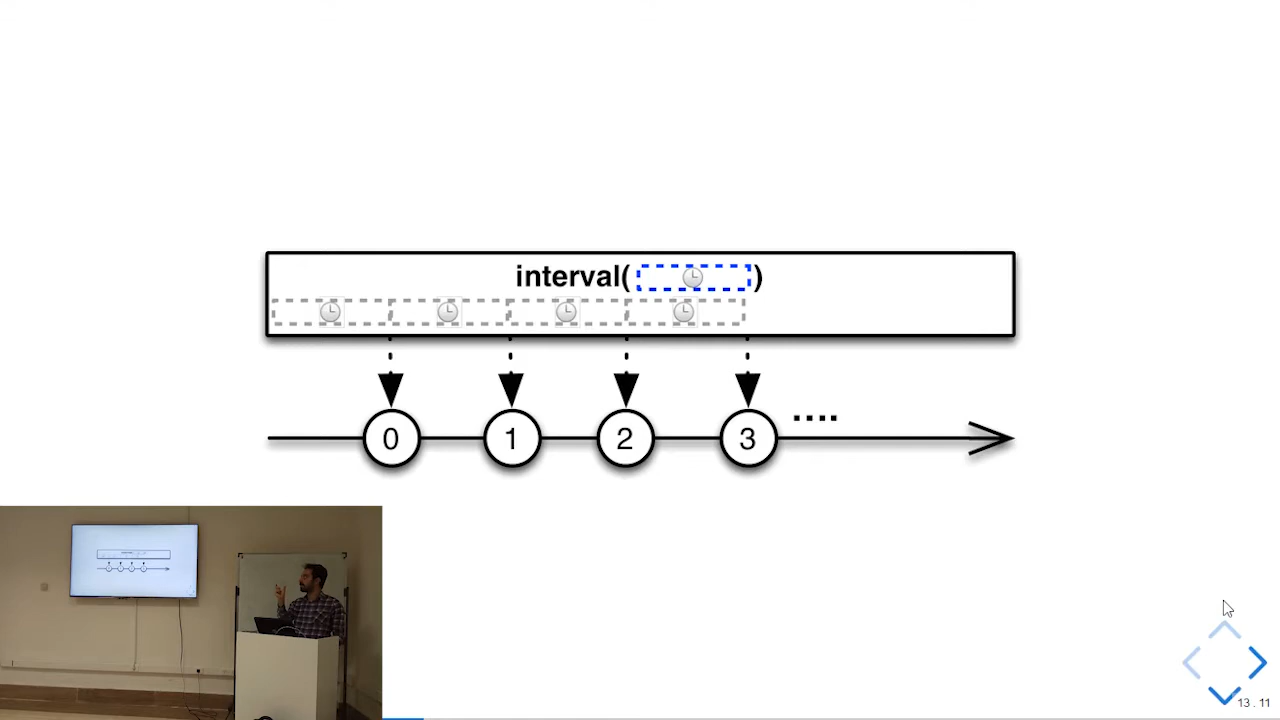 interval( )
0 1 2 3 ....
13 . 11